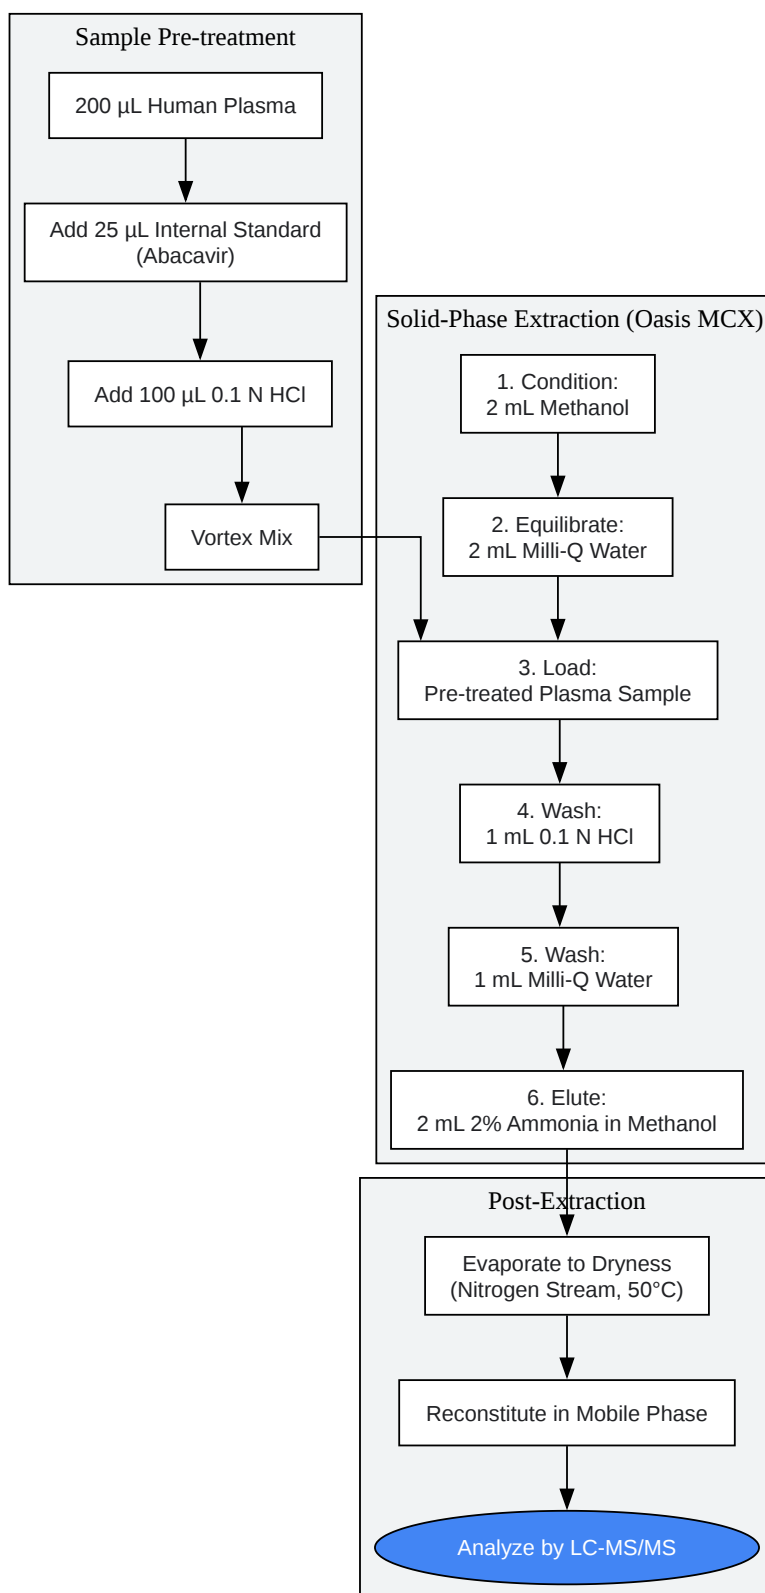 Sample Pre-treatment
200 µL Human Plasma
Add 25 µL Internal Standard
(Abacavir)
Add 100 µL 0.1 N HCl
Vortex Mix
Solid-Phase Extraction (Oasis MCX)
1. Condition:
2 mL Methanol
2. Equilibrate:
2 mL Milli-Q Water
3. Load:
Pre-treated Plasma Sample
4. Wash:
1 mL 0.1 N HCl
5. Wash:
1 mL Milli-Q Water
6. Elute:
2 mL 2% Ammonia in Methanol
Post-Extraction
Evaporate to Dryness
(Nitrogen Stream, 50°C)
Reconstitute in Mobile Phase
Analyze by LC-MS/MS